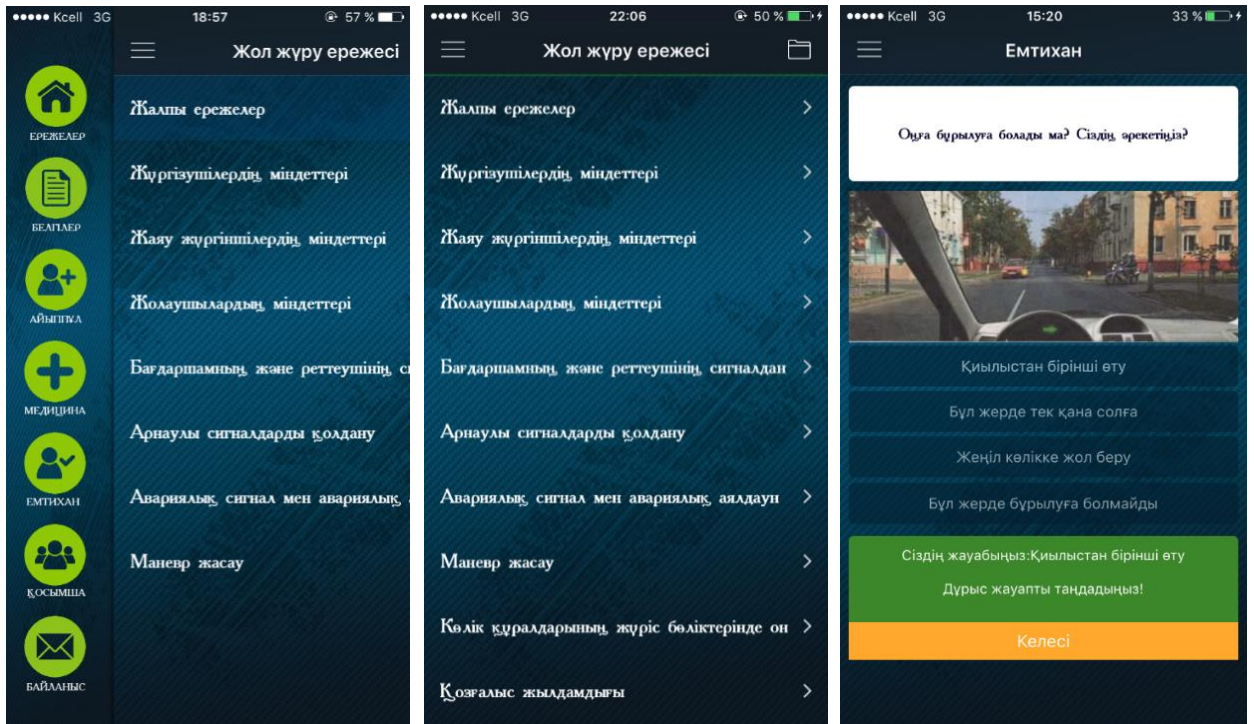 Kcell 3G 18:57 57 %
Жол жүру ережесі
ЕРЕЖЕЛЕР
БЕЛГІЛЕР
АЙЫППҰЛ
МЕДИЦИНА
ЕМТИХАН
ҚОСЫМША
БАЙЛАНЫС
Жалпы ережелер
Жүргізушілердің міндеттері
Жаяу жүргіншілердің міндеттері
Жолаушылардың міндеттері
Бағдаршамның және реттеушінің
Арнаулы сигналдарды қолдану
Авариялық сигнал мен авариялық
Маневр жасау
Kcell 3G 22:06 50 %
Жол жүру ережесі
Жалпы ережелер
Жүргізушілердің міндеттері
Жаяу жүргіншілердің міндеттері
Жолаушылардың міндеттері
Бағдаршамның және реттеушінің сигналдан
Арнаулы сигналдарды қолдану
Авариялық сигнал мен авариялық аялдаун
Маневр жасау
Көлік құралдарының жүріс бөліктерінде он
Қозғалыс жылдамдығы
Kcell 3G 15:20 33 %
Емтихан
Оңға бұрылуға болады ма? Сіздің әрекетіңіз?
Қиылыстан бірінші өту
Бұл жерде тек қана солға
Жеңіл көлікке жол беру
Бұл жерде бұрылуға болмайды
Сіздің жауабыңыз:Қиылыстан бірінші өту
Дұрыс жауапты таңдадыңыз!
Келесі